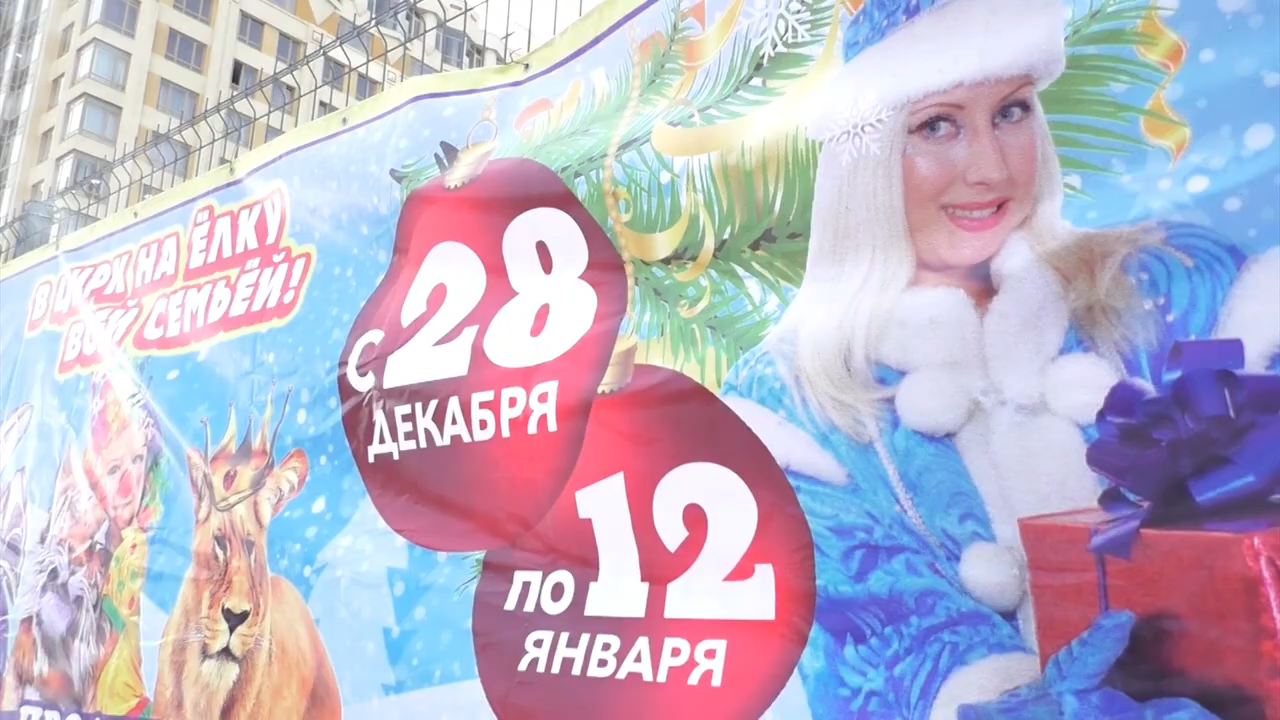 В ЦИРК НА ЁЛКУ
ВСЕЙ СЕМЬЁЙ!
С 28
ДЕКАБРЯ
ПО 12
ЯНВАРЯ